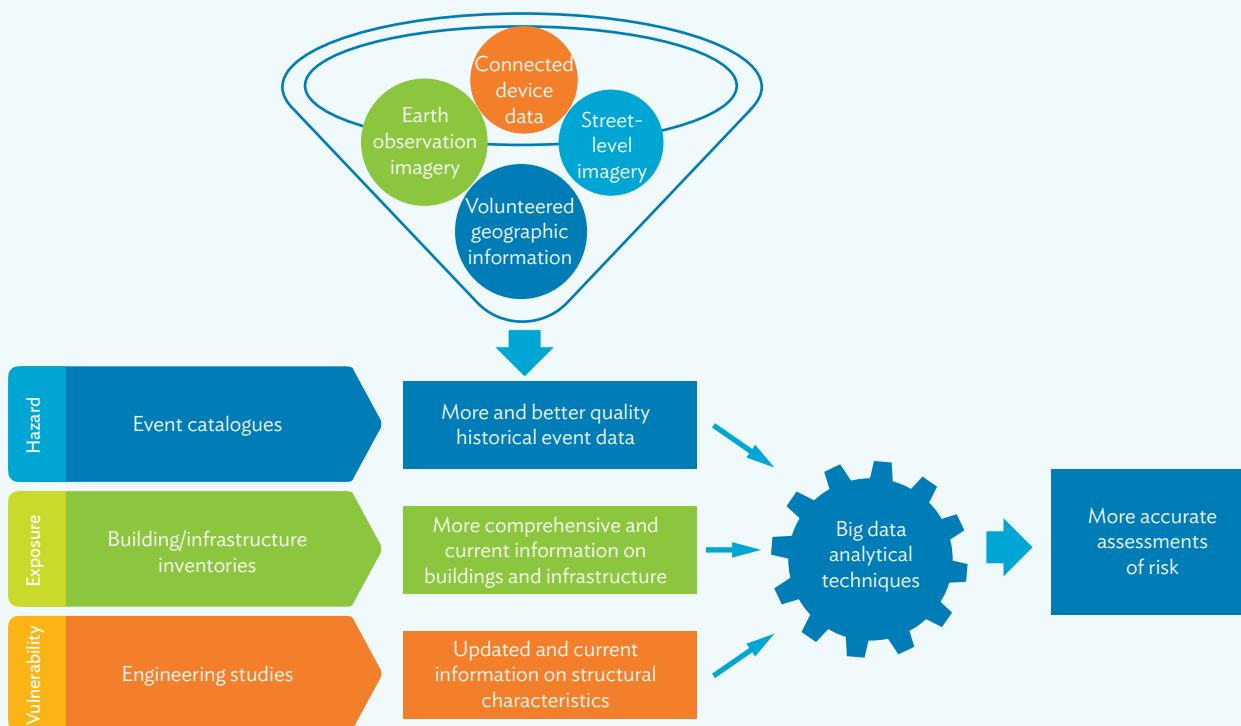 Connected
device
data
Earth
observation
imagery
Street-
level
imagery
Volunteered
geographic
information
Hazard
Event catalogues
More and better quality
historical event data
Exposure
Building/infrastructure
inventories
More comprehensive and
current information on
buildings and infrastructure
Big data
analytical
techniques
More accurate
assessments
of risk
Vulnerability
Engineering studies
Updated and current
information on structural
characteristics